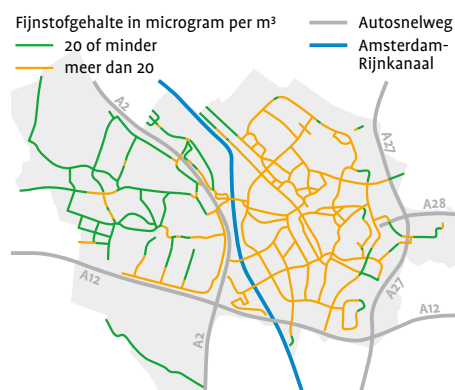 Fijnstofgehalte in microgram per m³
20 of minder
meer dan 20
Autosnelweg
Amsterdam-
Rijnkanaal
A2
A27
A28
A12
A27
A12
A2